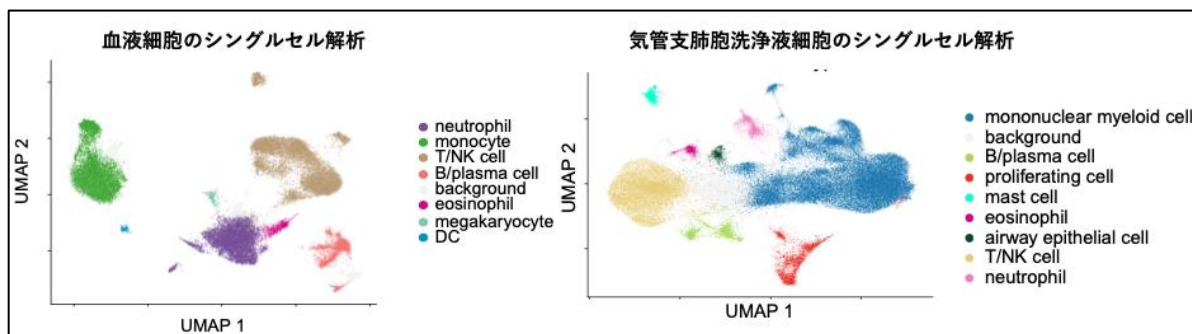 血液細胞のシングルセル解析
UMAP 2
UMAP 1
neutrophil
monocyte
T/NK cell
B/plasma cell
background
eosinophil
megakaryocyte
DC
気管支肺胞洗浄液細胞のシングルセル解析
UMAP 2
UMAP 1
mononuclear myeloid cell
background
B/plasma cell
proliferating cell
mast cell
eosinophil
airway epithelial cell
T/NK cell
neutrophil